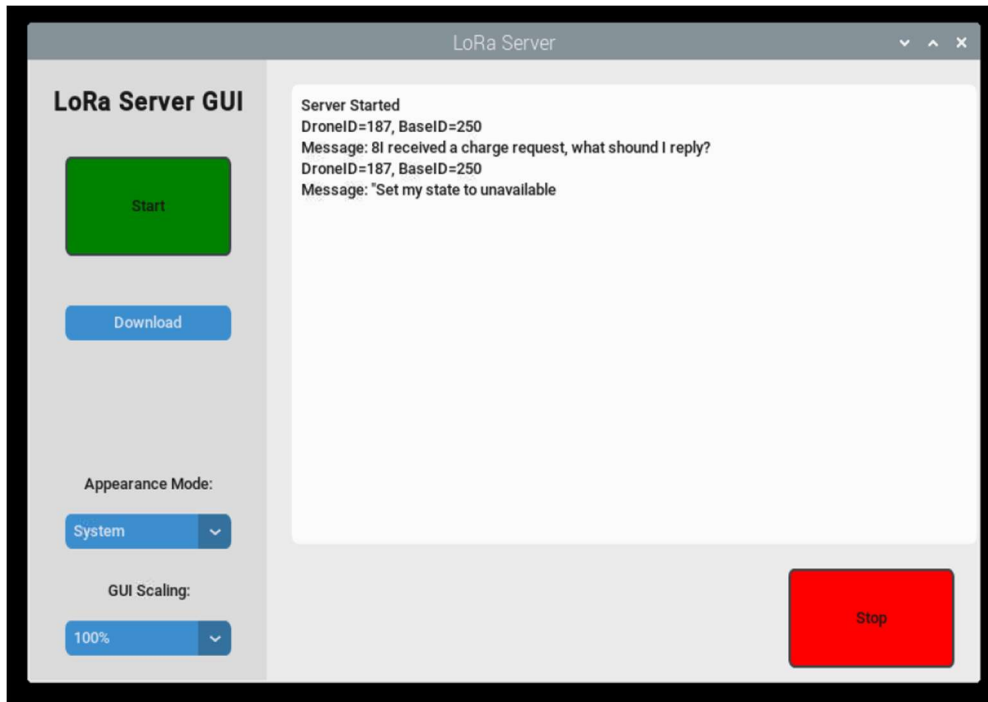 LoRa Server
LoRa Server GUI
Start
Download
Appearance Mode:
System
GUI Scaling:
100%
Server Started
DroneID=187, BaseID=250
Message: 8I received a charge request, what shound I reply?
DroneID=187, BaseID=250
Message: "Set my state to unavailable
Stop